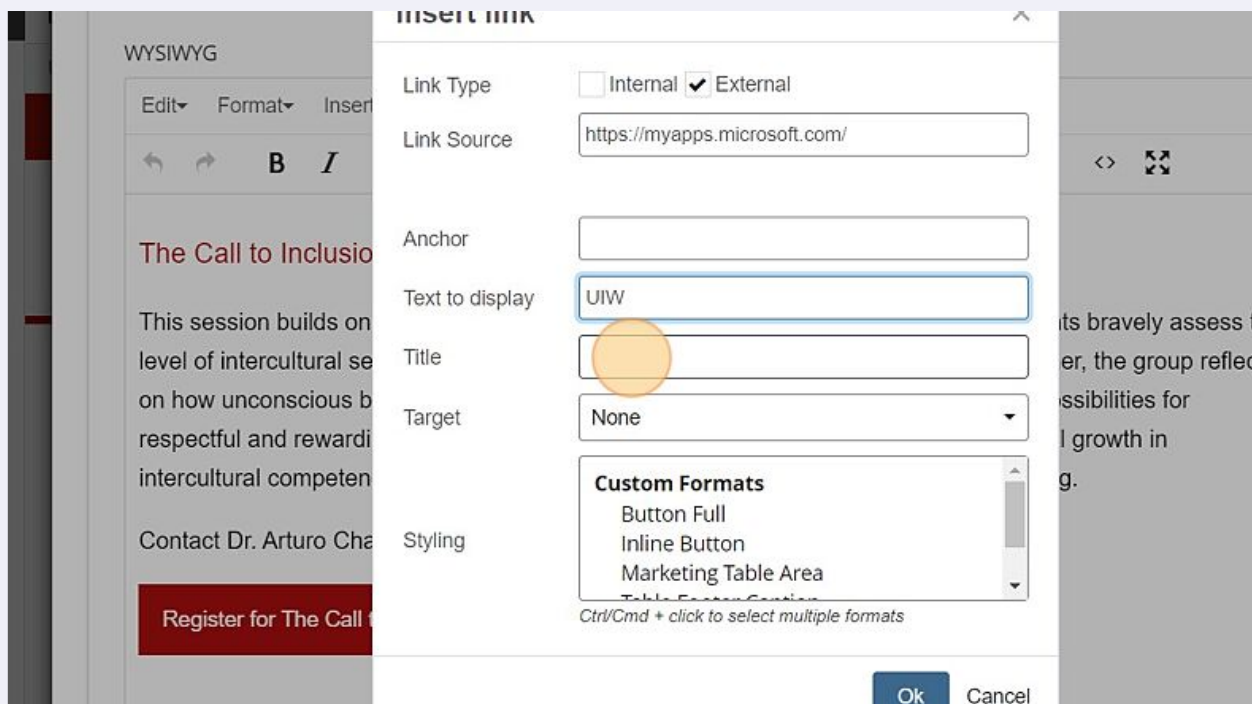 Insert link
WYSIWYG
Link Type
Internal
External
Edit
Format
Insert
Link Source
https://myapps.microsoft.com/
B
I
<>
Anchor
The Call to Inclusio
Text to display
UIW
This session builds on
ts bravely assess
Title
level of intercultural se
er, the group reflec
on how unconscious b
ssibilities for
Target
None
respectful and rewardi
l growth in
intercultural competen
g.
Custom Formats
Button Full
Inline Button
Marketing Table Area
Table Footer Caption
Styling
Contact Dr. Arturo Cha
Ctrl/Cmd + click to select multiple formats
Register for The Call t
Ok
Cancel